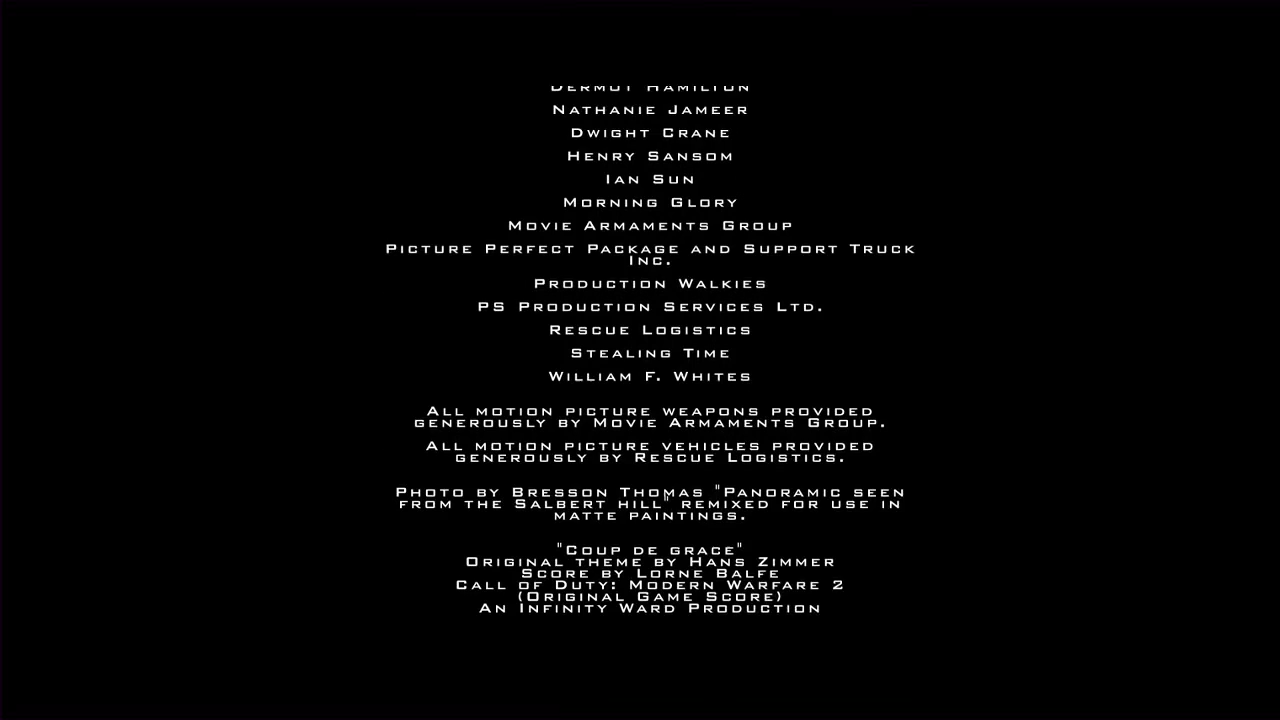 Dermot Hamilton
Nathanie Jameer
Dwight Crane
Henry Sansom
Ian Sun
Morning Glory
Movie Armaments Group
Picture Perfect Package and Support Truck
Inc.
Production Walkies
PS Production Services Ltd.
Rescue Logistics
Stealing Time
William F. Whites
All motion picture weapons provided
generously by Movie Armaments Group.
All motion picture vehicles provided
generously by Rescue Logistics.
Photo by Bresson Thomas "Panoramic seen
from the Salbert hill" remixed for use in
matte paintings.
"Coup de grace"
Original theme by Hans Zimmer
Score by Lorne Balfe
Call of Duty: Modern Warfare 2
(Original Game Score)
An Infinity Ward Production